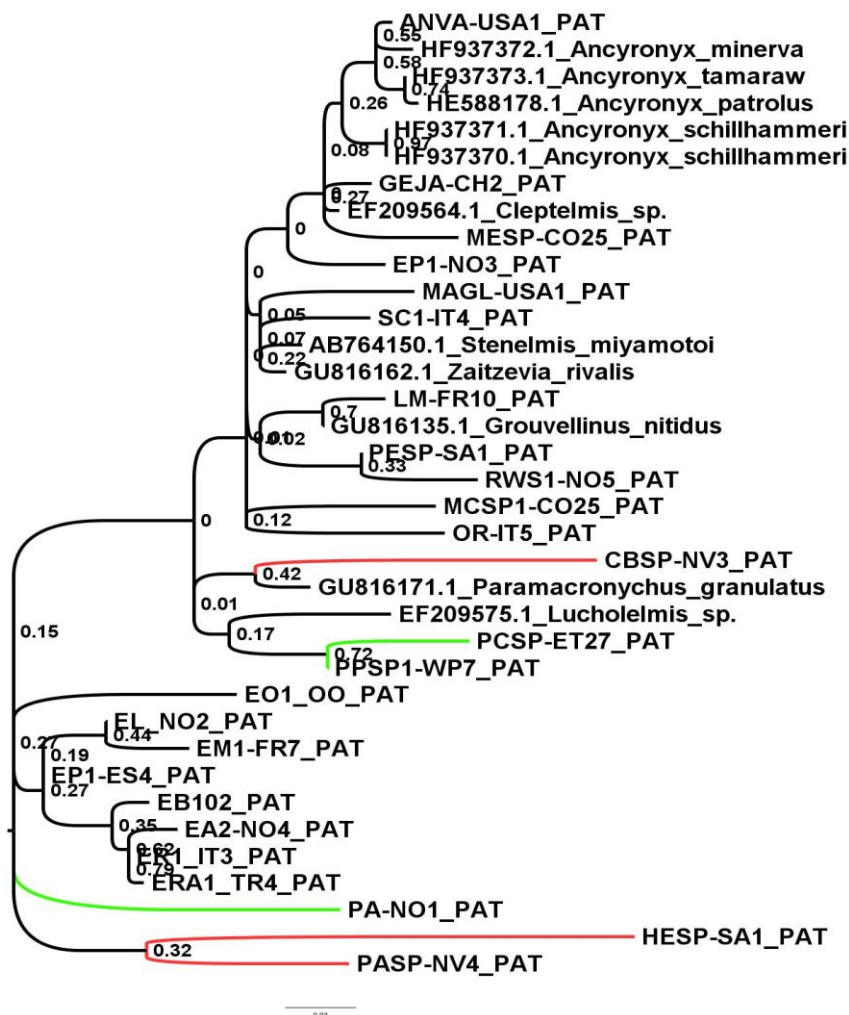 ANVA-USA1_PAT
0.55
HF937372.1_Ancyronyx_minerva
0.58
HF937373.1_Ancyronyx_tamaraw
0.74
HE588178.1_Ancyronyx_patrolus
0.26
HF937371.1_Ancyronyx_schillhammeri
0.97
0.08
HF937370.1_Ancyronyx_schillhammeri
GEJA-CH2_PAT
0
0.27
EF209564.1_Cleptelmis_sp.
0
MESP-CO25_PAT
EP1-NO3_PAT
0
MAGL-USA1_PAT
0.05
SC1-IT4_PAT
0.07
AB764150.1_Stenelmis_miyamotoi
0
0.22
GU816162.1_Zaitzevia_rivalis
LM-FR10_PAT
0.7
GU816135.1_Grouvellinus_nitidus
0.02
PESP-SA1_PAT
0.33
RWS1-NO5_PAT
MCSP1-CO25_PAT
0
0.12
OR-IT5_PAT
CBSP-NV3_PAT
0.42
GU816171.1_Paramacronychus_granulatus
0.01
EF209575.1_Lucholelmis_sp.
0.15
0.17
PCSP-ET27_PAT
0.72
PPSP1-WP7_PAT
EO1_OO_PAT
EL_NO2_PAT
0.27
0.44
0.19
EM1-FR7_PAT
EP1-ES4_PAT
0.27
EB102_PAT
0.35
EA2-NO4_PAT
0.62
ER1_IT3_PAT
0.79
ERA1_TR4_PAT
PA-NO1_PAT
HESP-SA1_PAT
0.32
PASP-NV4_PAT